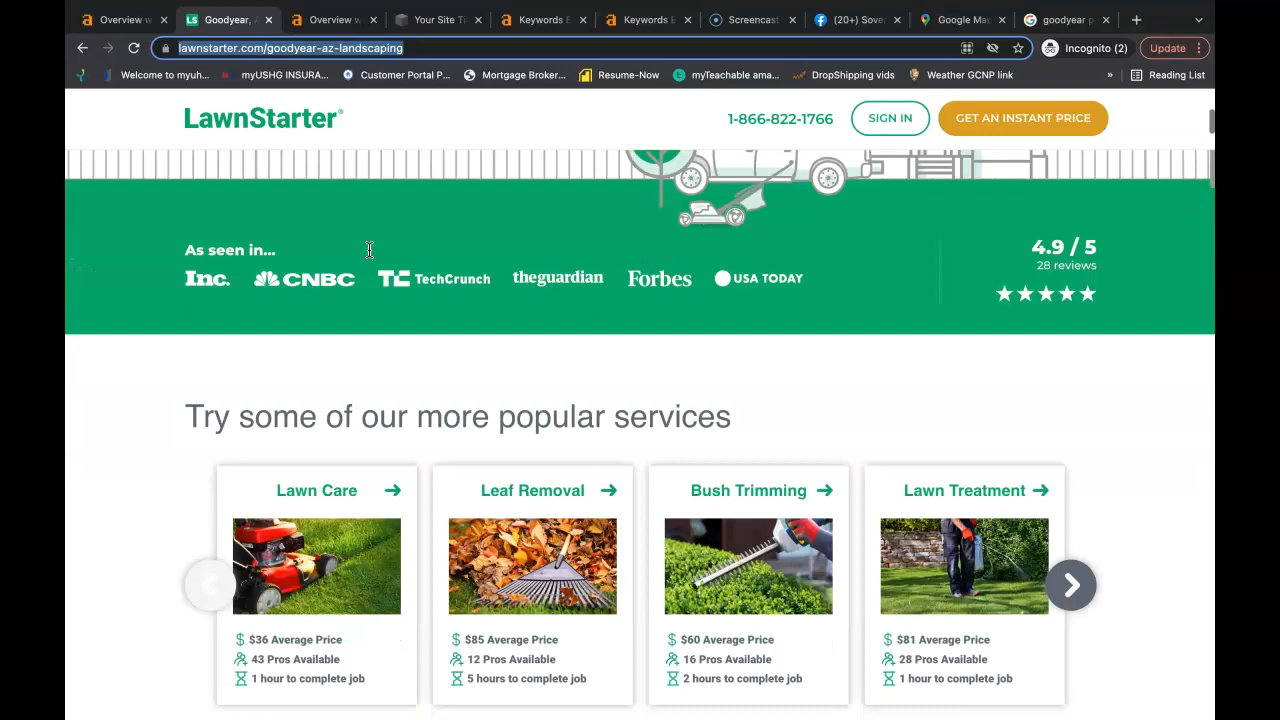 Overview w
Goodyear, A
Overview w
Your Site Ti
Keywords E
Keywords E
Screencast
(20+) Sove
Google Ma
goodyear p
lawnstarter.com/goodyear-az-landscaping
Incognito (2)
Update
Welcome to myuh...
myUSHG INSURA...
Customer Portal P...
Mortgage Broker...
Resume-Now
myTeachable ama...
DropShipping vids
Weather GCNP link
»
Reading List
LawnStarter®
1-866-822-1766
SIGN IN
GET AN INSTANT PRICE
As seen in...
Inc.
CNBC
TC TechCrunch
theguardian
Forbes
USA TODAY
4.9 / 5
28 reviews
Try some of our more popular services
Lawn Care
Leaf Removal
Bush Trimming
Lawn Treatment
$36 Average Price
$85 Average Price
$60 Average Price
$81 Average Price
43 Pros Available
12 Pros Available
16 Pros Available
28 Pros Available
1 hour to complete job
5 hours to complete job
2 hours to complete job
1 hour to complete job